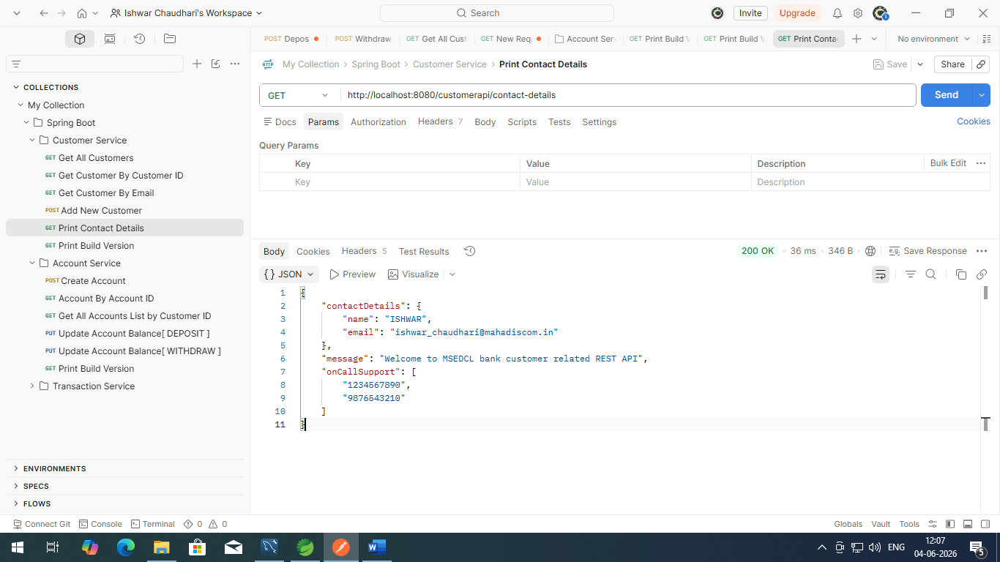 Ishwar Chaudhari's Workspace
Search
Invite
Upgrade
POST Depos
POST Withdraw
GET Get All Cust
GET New Req
Account Serv
GET Print Build V
GET Print Build V
GET Print Conta
No environment
My Collection > Spring Boot > Customer Service > Print Contact Details
Save
Share
COLLECTIONS
My Collection
Spring Boot
Customer Service
GET Get All Customers
GET Get Customer By Customer ID
GET Get Customer By Email
POST Add New Customer
GET Print Contact Details
GET Print Build Version
Account Service
POST Create Account
GET Account By Account ID
GET Get All Accounts List by Customer ID
PUT Update Account Balance[ DEPOSIT ]
PUT Update Account Balance[ WITHDRAW ]
GET Print Build Version
Transaction Service
ENVIRONMENTS
SPECS
FLOWS
HTTP
GET
http://localhost:8080/customerapi/contact-details
Send
Docs Params Authorization Headers 7 Body Scripts Tests Settings
Cookies
Query Params
Key Value Description Bulk Edit
Key Value Description
Body Cookies Headers 5 Test Results
200 OK • 36 ms • 346 B
e.g. Save Response
{ } JSON Preview Visualize
1 {
2 "contactDetails": {
3 "name": "ISHWAR",
4 "email": "ishwar_chaudhari@mahadiscom.in"
5 },
6 "message": "Welcome to MSEDCL bank customer related REST API",
7 "onCallSupport": [
8 "1234567890",
9 "9876543210"
10 ]
11 }
Connect Git Console Terminal 0 0
Globals Vault Tools
ENG
12:07
04-06-2026
5